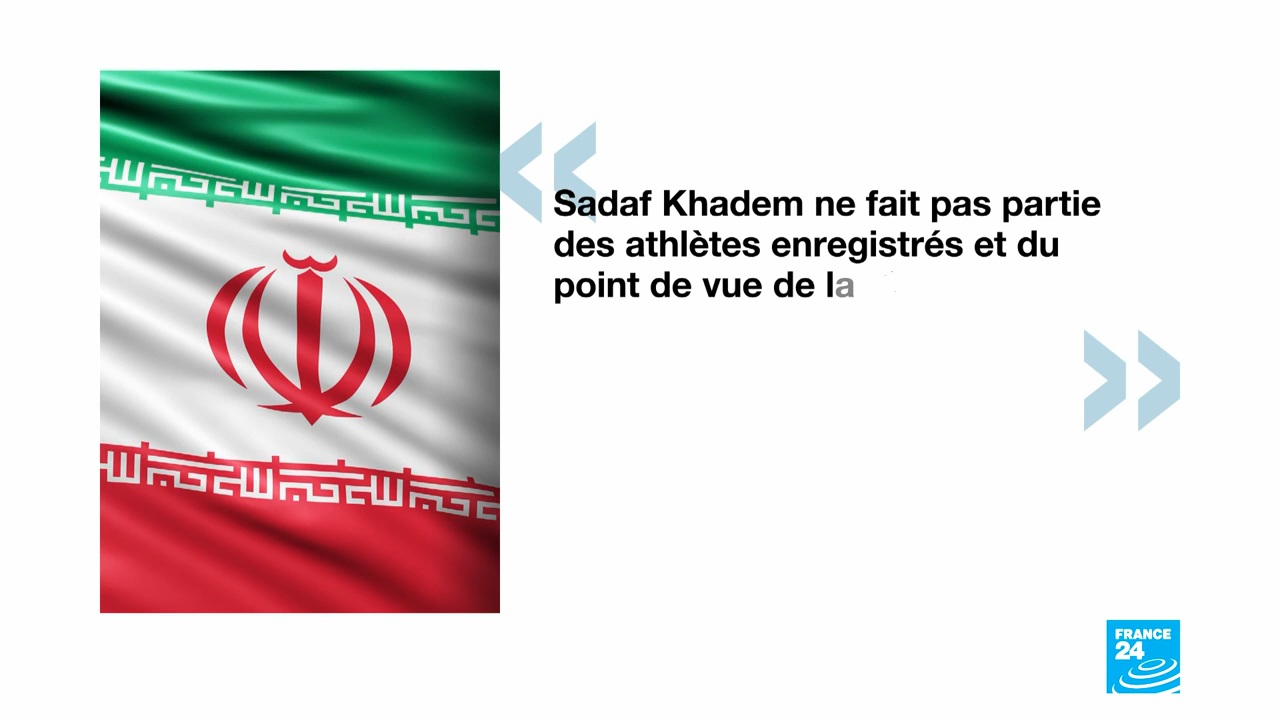 Sadaf Khadem ne fait pas partie
des athlètes enregistrés et du
point de vue de la
FRANCE
24